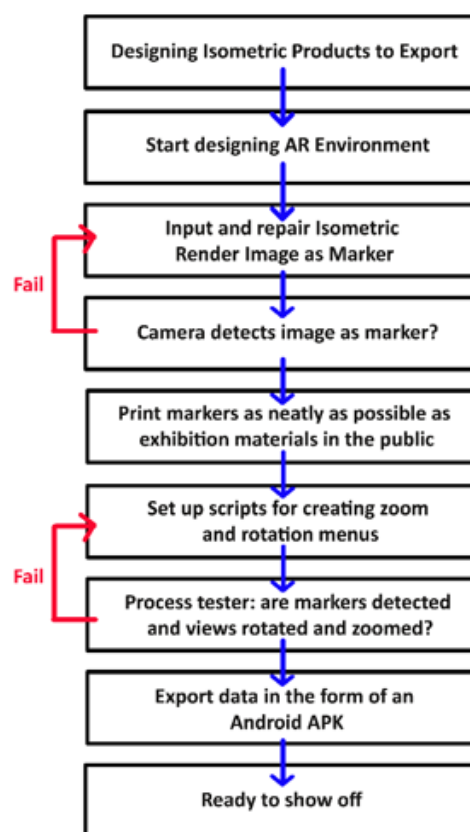 Designing Isometric Products to Export
Start designing AR Environment
Input and repair Isometric
Render Image as Marker
Fail
Camera detects image as marker?
Print markers as neatly as possible as
exhibition materials in the public
Set up scripts for creating zoom
and rotation menus
Fail
Process tester: are markers detected
and views rotated and zoomed?
Export data in the form of an
Android APK
Ready to show off